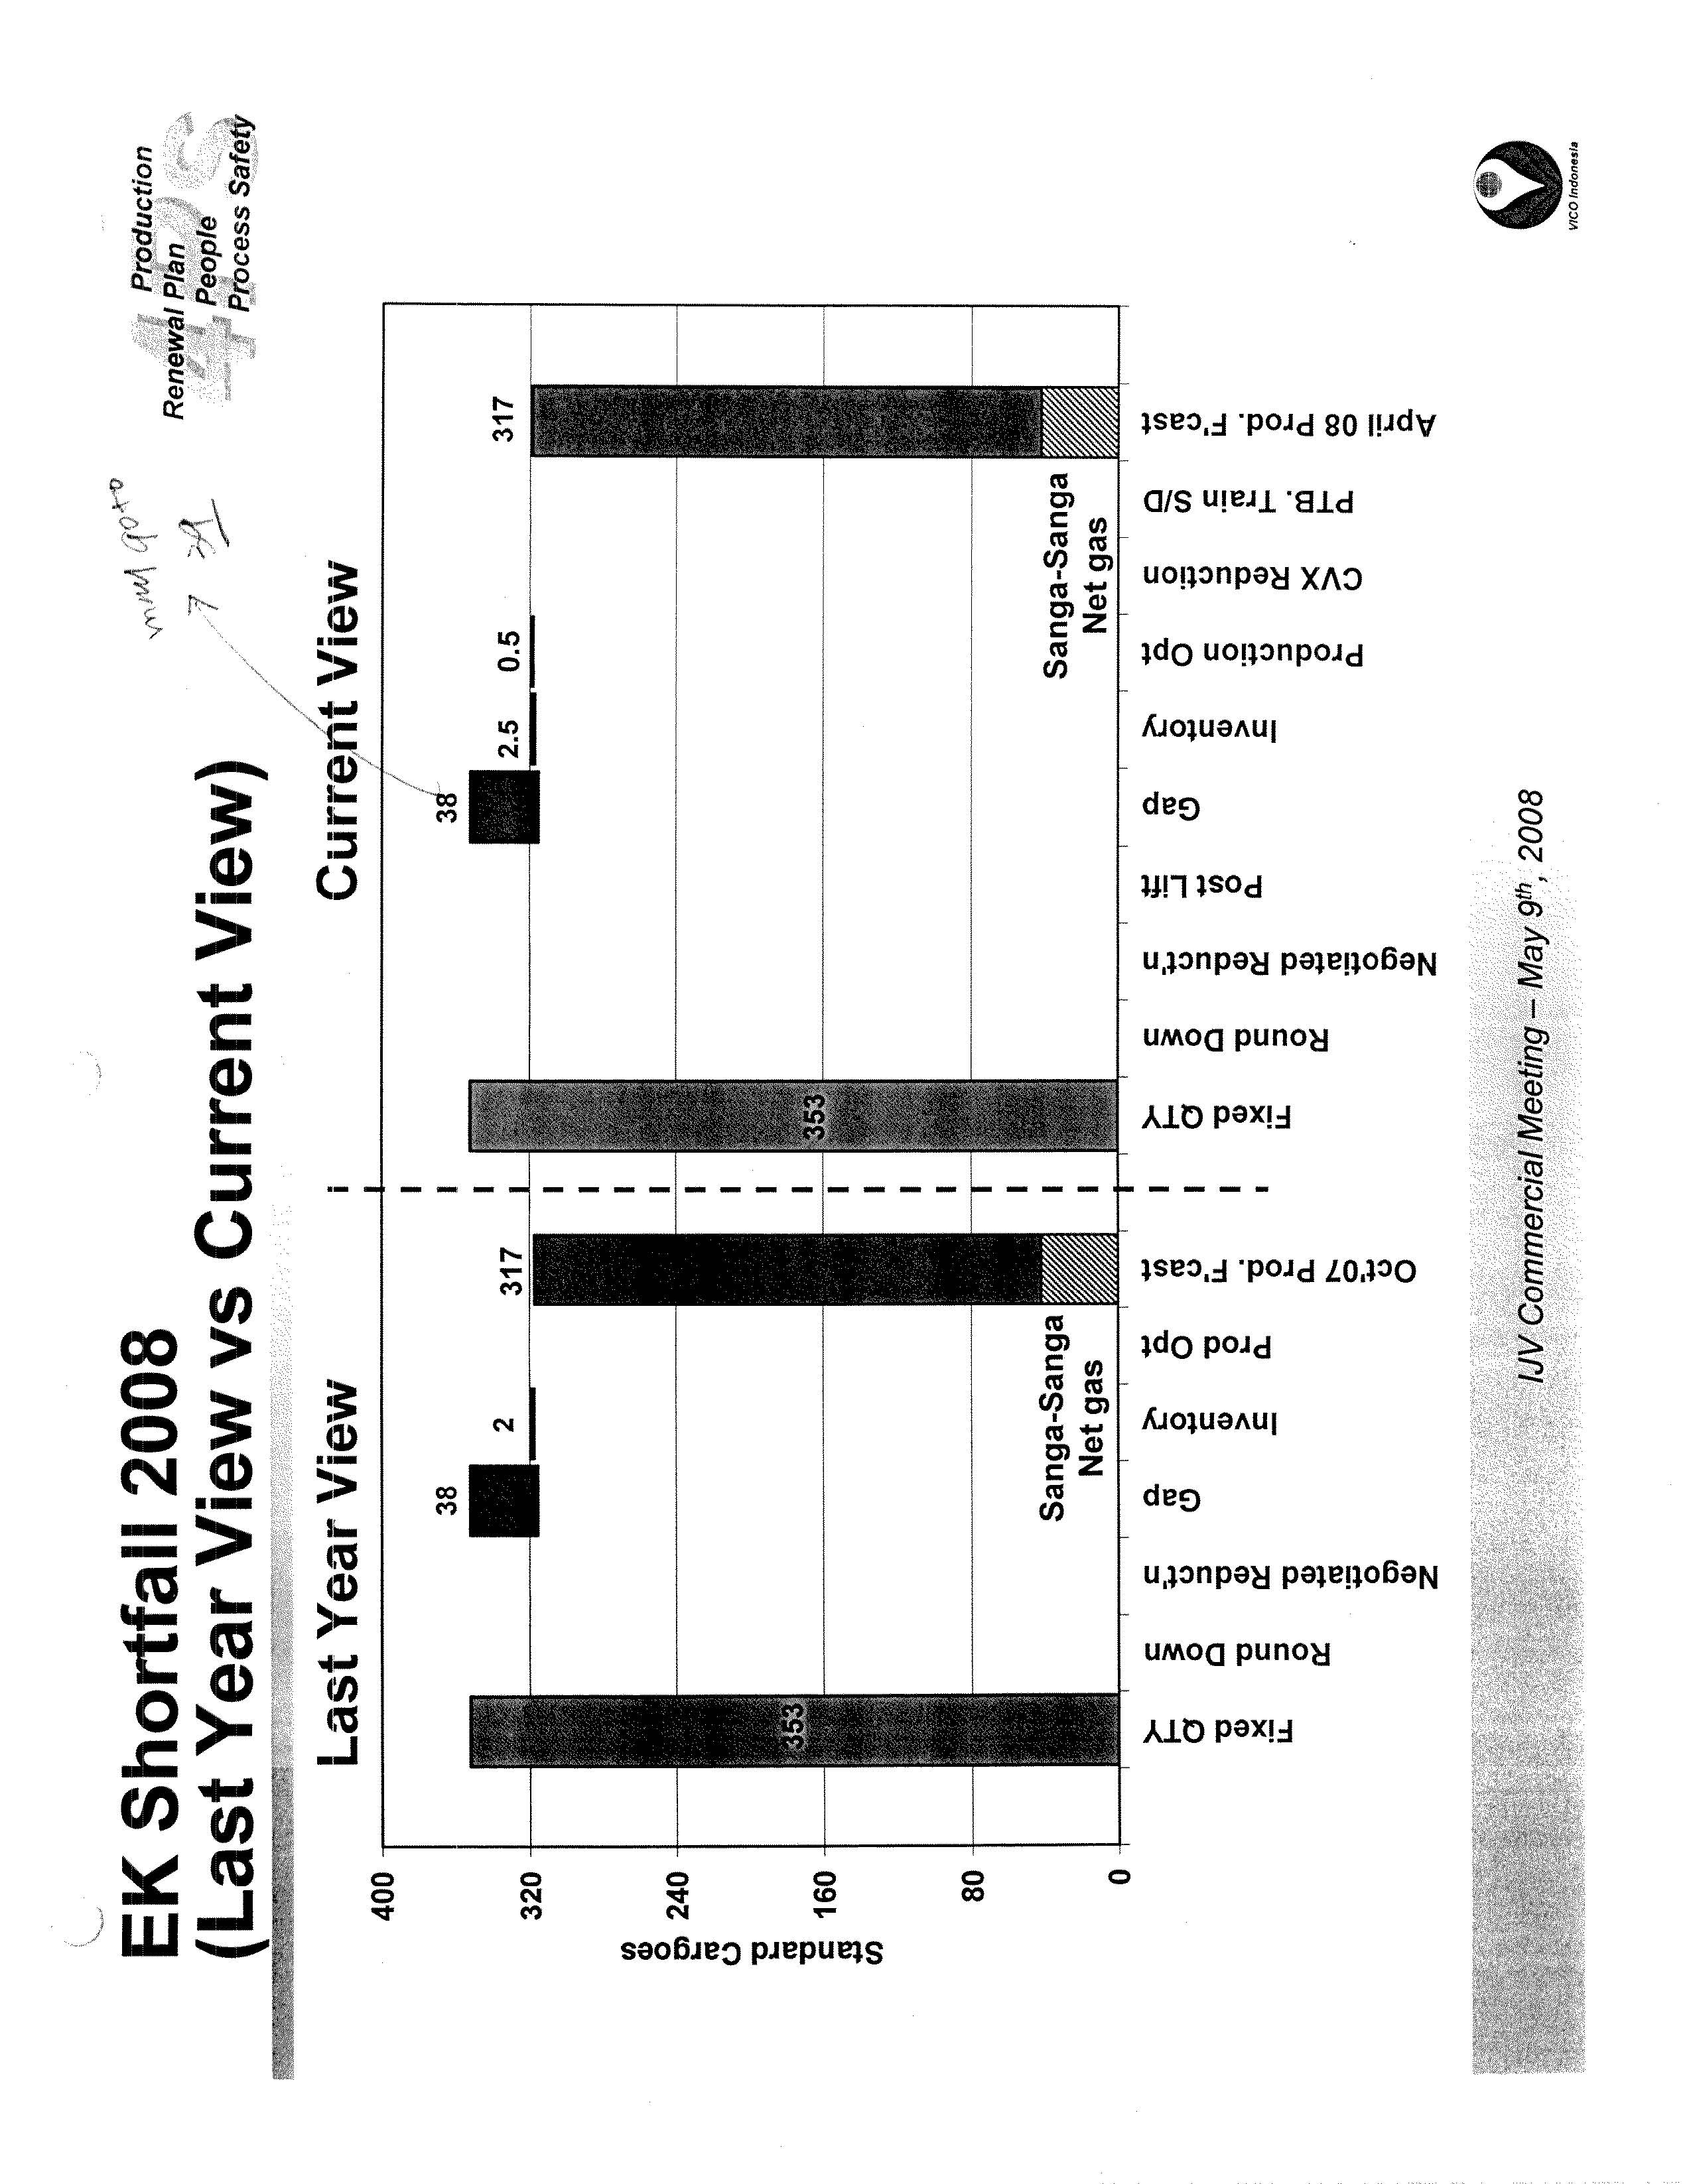 EK Shortfall 2008
(Last Year View vs Current View)
Production
Renewal Plan
People
Process Safety
4Ps
Last Year View
Current View
Standard Cargoes
400
320
240
160
80
0
353
38
2
317
Sanga-Sanga
Net gas
353
38
2.5
0.5
317
Sanga-Sanga
Net gas
Fixed QTY
Round Down
Negotiated Reduct'n
Gap
Inventory
Prod Opt
Oct'07 Prod. F'cast
Fixed QTY
Round Down
Negotiated Reduct'n
Post Lift
Gap
Inventory
Production Opt
CVX Reduction
PTB. Train S/D
April 08 Prod. F'cast
IJV Commercial Meeting – May 9th, 2008
VICO Indonesia